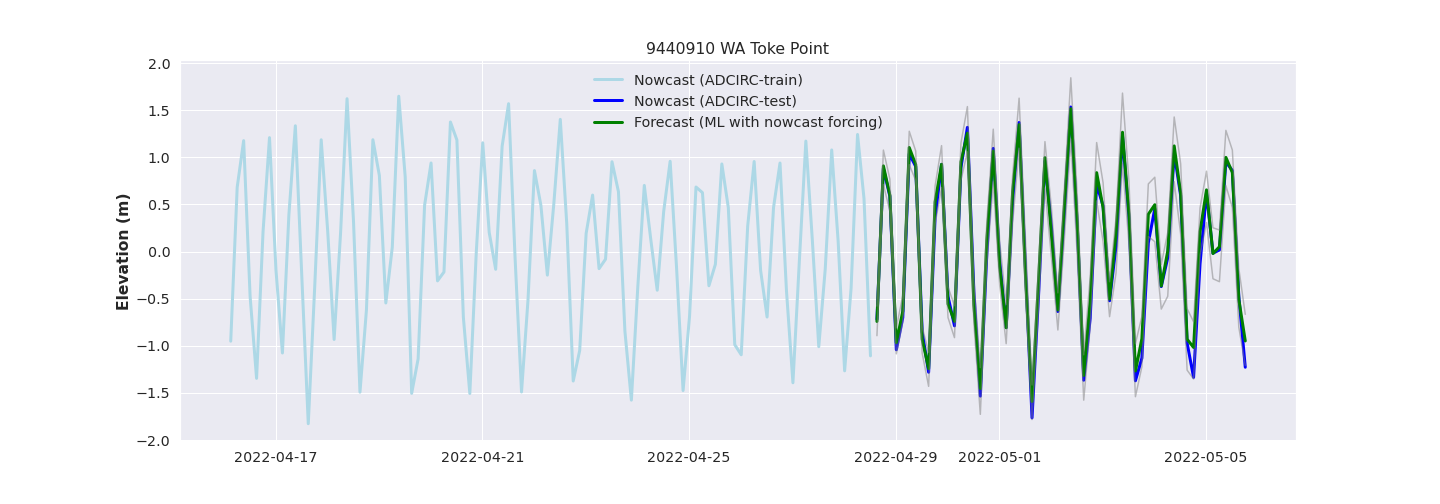 9440910 WA Toke Point
Nowcast (ADCIRC-train)
Nowcast (ADCIRC-test)
Forecast (ML with nowcast forcing)
Elevation (m)
2.0
1.5
1.0
0.5
0.0
−0.5
−1.0
−1.5
−2.0
2022-04-17 2022-04-21 2022-04-25 2022-04-29 2022-05-01 2022-05-05